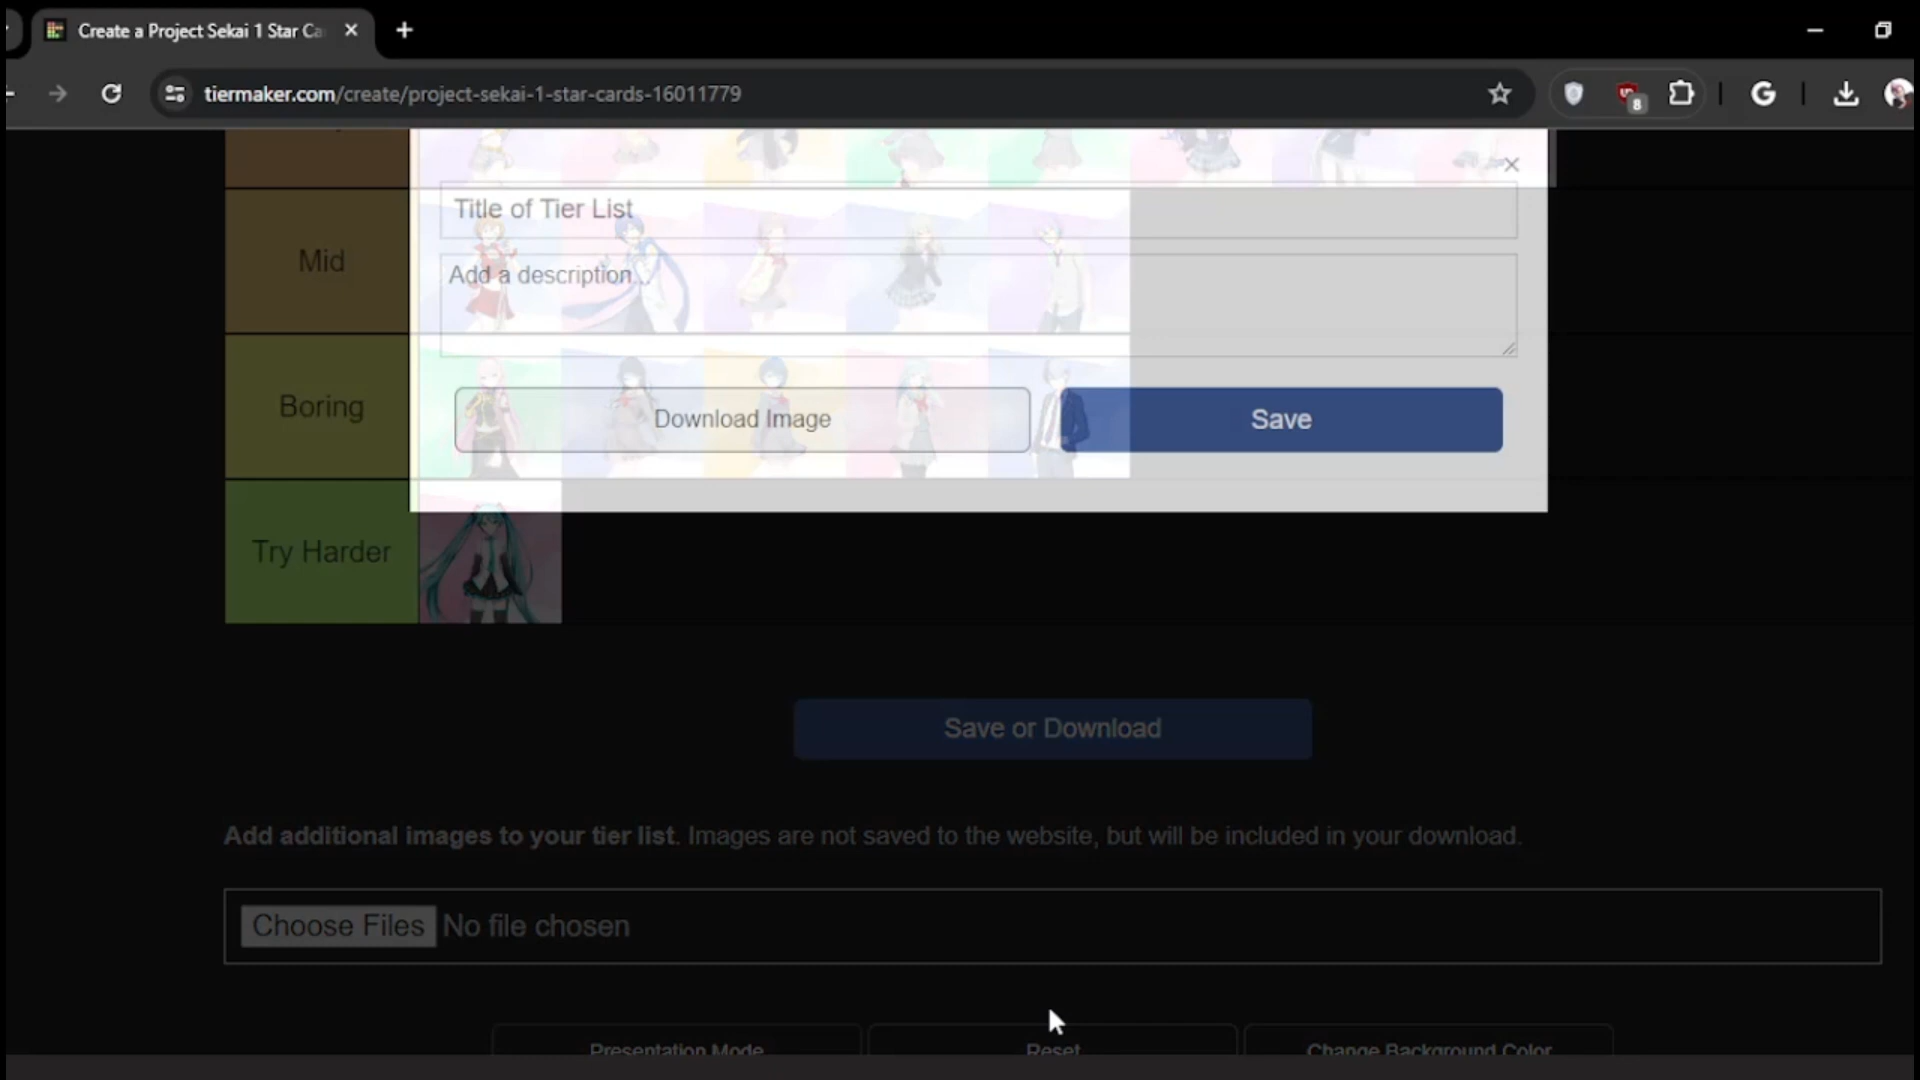 Create a Project Sekai 1 Star Ca
tiermaker.com/create/project-sekai-1-star-cards-16011779
8
G
Title of Tier List
Mid
Add a description...
Boring
Download Image
Save
Try Harder
Save or Download
Add additional images to your tier list. Images are not saved to the website, but will be included in your download.
Choose Files No file chosen
Presentation Mode
Reset
Change Background Color